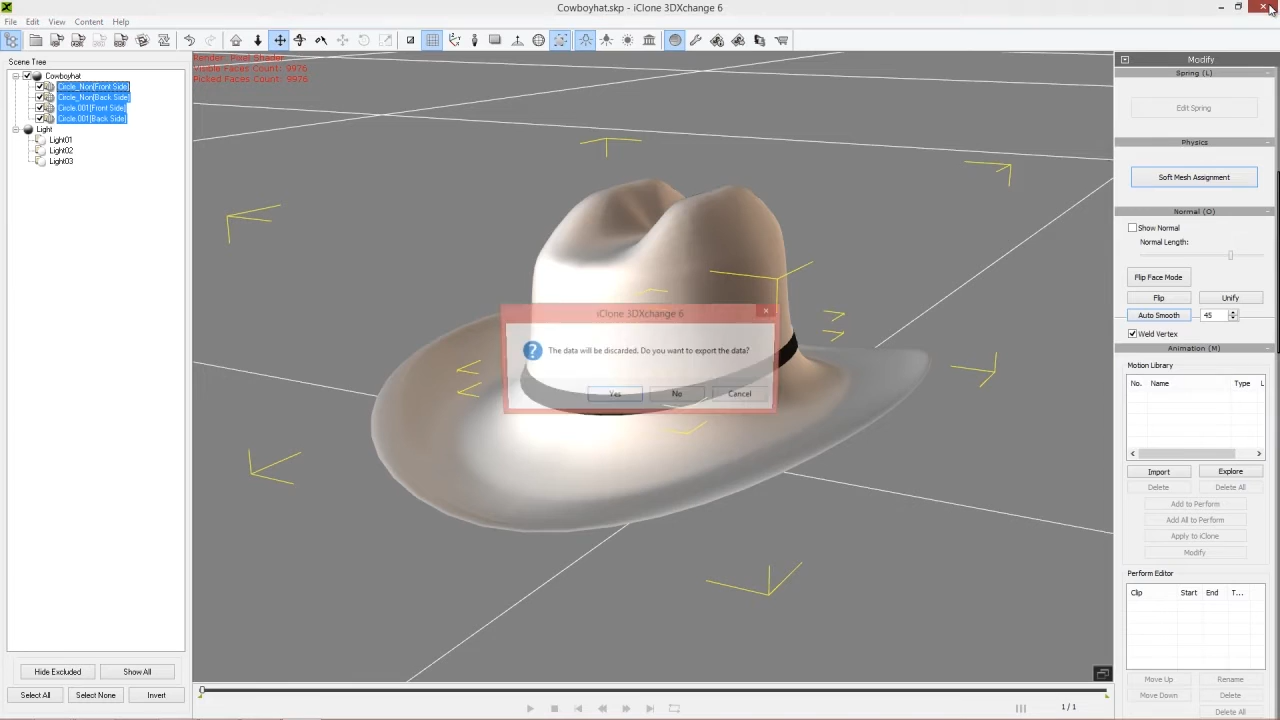 Cowboyhat.skp - iClone 3DXchange 6
File Edit View Content Help
Scene Tree
Cowboyhat
Circle_Non[Front Side]
Circle_Non[Back Side]
Circle.001[Front Side]
Circle.001[Back Side]
Light
Light01
Light02
Light03
Hide Excluded Show All
Select All Select None Invert
Render: Pixel Shader
Visible Faces Count: 9976
Picked Faces Count: 9976
iClone 3DXchange 6
The data will be discarded. Do you want to export the data?
Yes No Cancel
1 / 1
Modify
Spring (L)
Edit Spring
Physics
Soft Mesh Assignment
Normal (O)
Show Normal
Normal Length:
Flip Face Mode
Flip Unify
Auto Smooth 45
Weld Vertex
Animation (M)
Motion Library
No. Name Type L
Import Explore
Delete Delete All
Add to Perform
Add All to Perform
Apply to iClone
Modify
Perform Editor
Clip Start End T...
Move Up Rename
Move Down Delete
Delete All